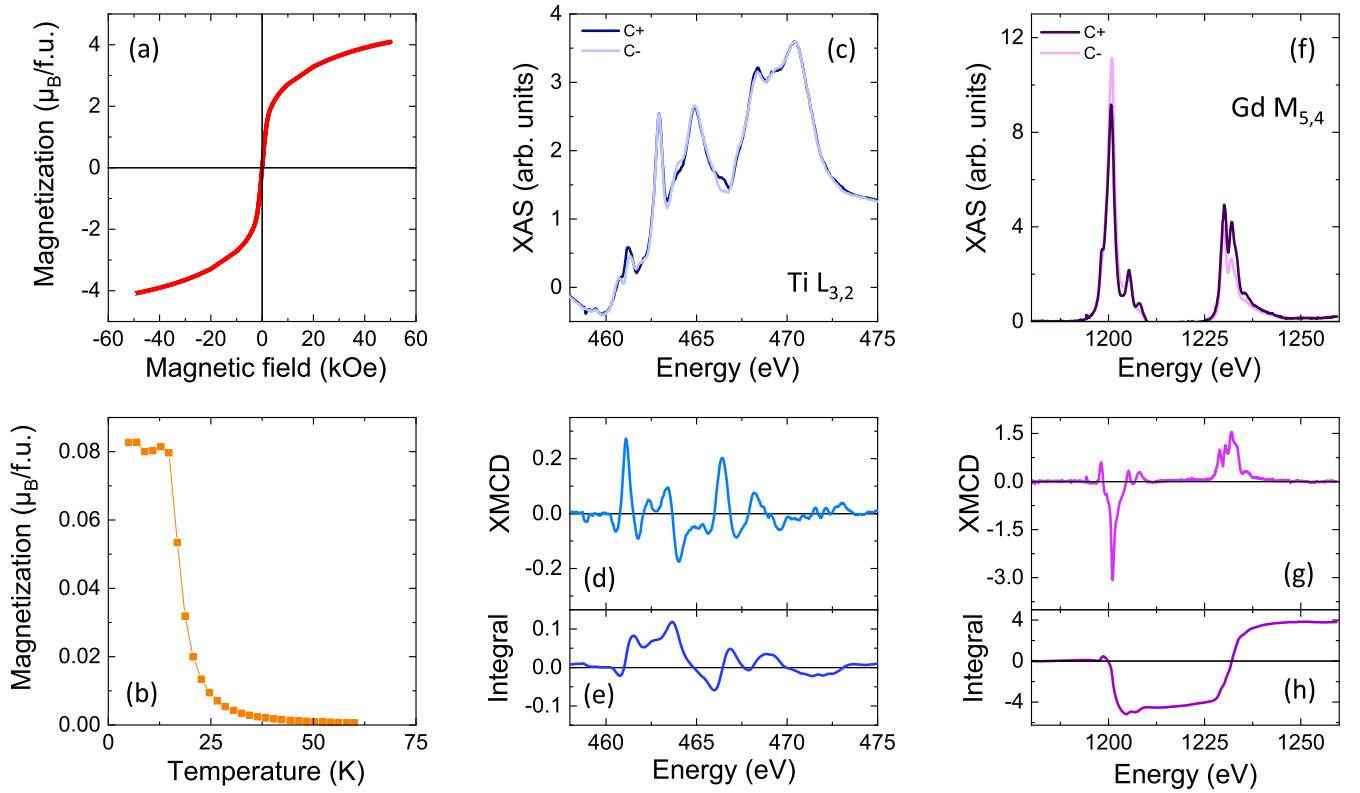 (a)
Magnetization (μB/f.u.)
4
2
0
-2
-4
-60 -40 -20 0 20 40 60
Magnetic field (kOe)
(b)
Magnetization (μB/f.u.)
0.08
0.06
0.04
0.02
0.00
0 25 50 75
Temperature (K)
C+
C-
(c)
XAS (arb. units)
4
3
2
1
0
Ti L3,2
460 465 470 475
Energy (eV)
XMCD
0.2
0.0
-0.2
(d)
Integral
0.1
0.0
-0.1
(e)
460 465 470 475
Energy (eV)
C+
C-
(f)
XAS (arb. units)
12
8
4
0
Gd M5,4
1200 1225 1250
Energy (eV)
XMCD
1.5
0.0
-1.5
-3.0
(g)
Integral
4
0
-4
(h)
1200 1225 1250
Energy (eV)